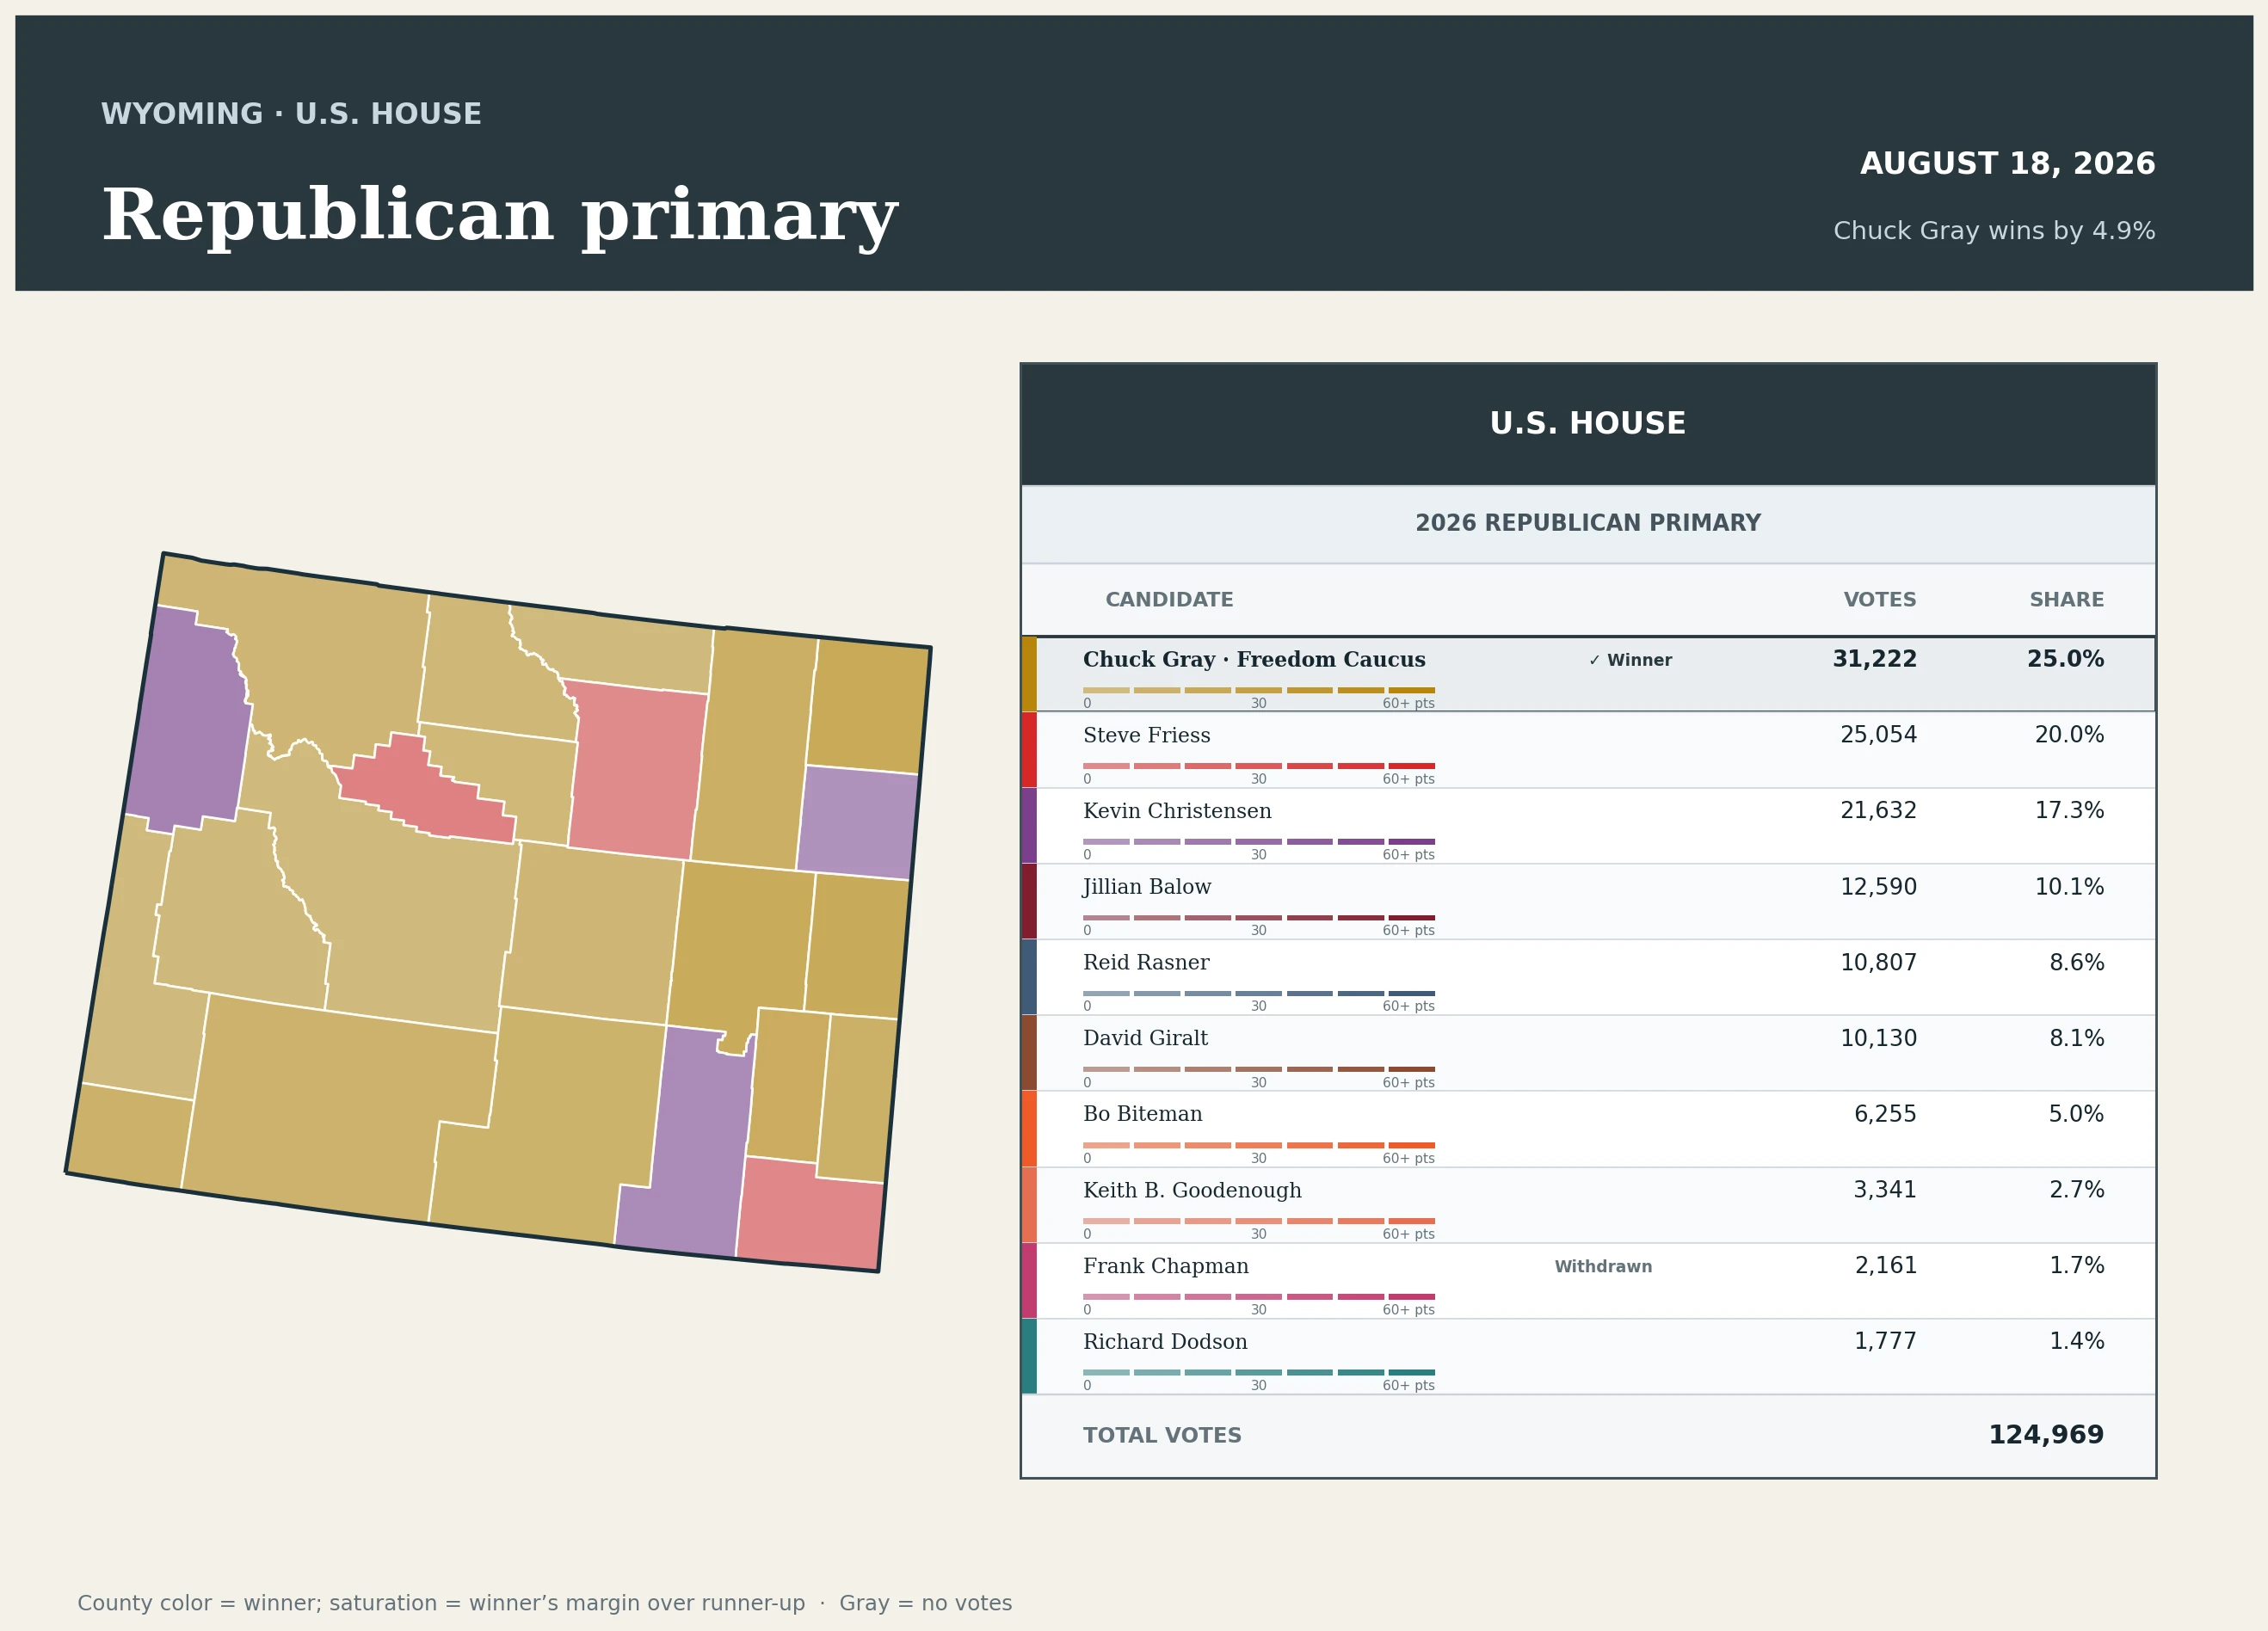 WYOMING · U.S. HOUSE
Republican primary
AUGUST 18, 2026
Chuck Gray wins by 4.9%
U.S. HOUSE
2026 REPUBLICAN PRIMARY
CANDIDATE VOTES SHARE
Chuck Gray · Freedom Caucus ✓ Winner 31,222 25.0%
0 30 60+ pts
Steve Friess 25,054 20.0%
0 30 60+ pts
Kevin Christensen 21,632 17.3%
0 30 60+ pts
Jillian Balow 12,590 10.1%
0 30 60+ pts
Reid Rasner 10,807 8.6%
0 30 60+ pts
David Giralt 10,130 8.1%
0 30 60+ pts
Bo Biteman 6,255 5.0%
0 30 60+ pts
Keith B. Goodenough 3,341 2.7%
0 30 60+ pts
Frank Chapman Withdrawn 2,161 1.7%
0 30 60+ pts
Richard Dodson 1,777 1.4%
0 30 60+ pts
TOTAL VOTES 124,969
County color = winner; saturation = winner’s margin over runner-up · Gray = no votes